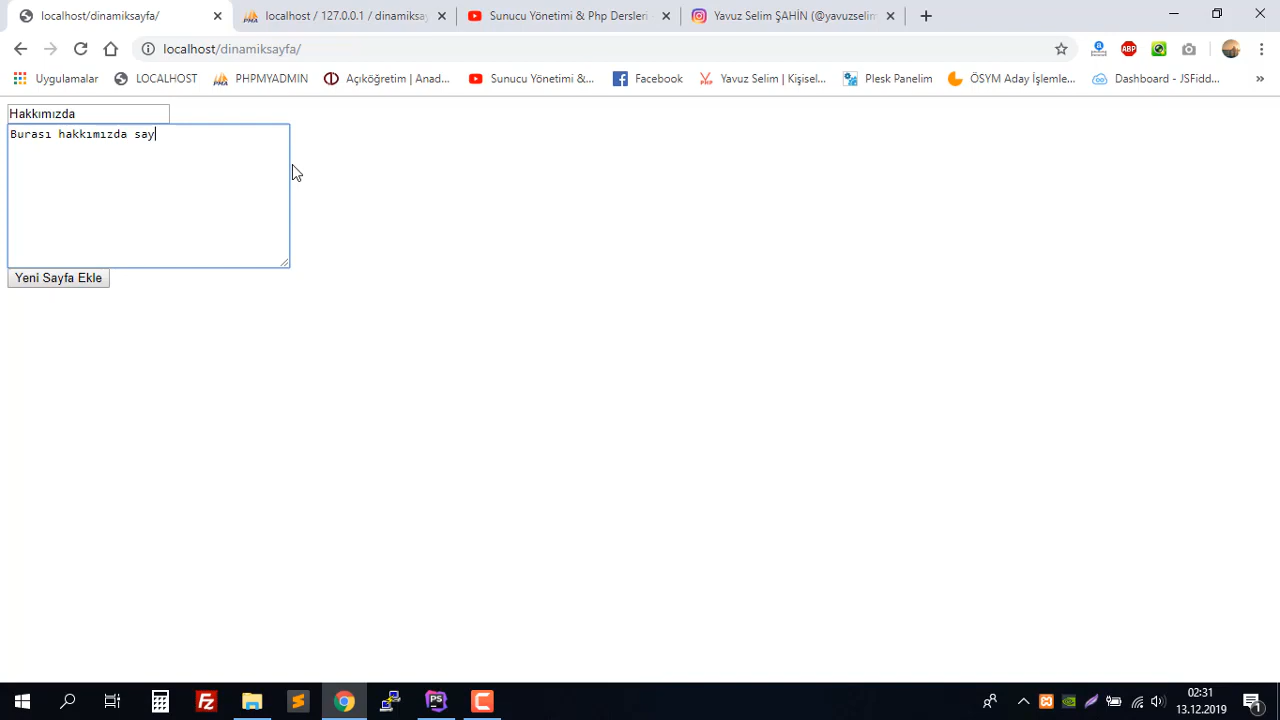 localhost/dinamiksayfa/
localhost / 127.0.0.1 / dinamiksa
Sunucu Yönetimi & Php Dersleri
Yavuz Selim ŞAHİN (@yavuzselim
localhost/dinamiksayfa/
Uygulamalar
LOCALHOST
PHPMYADMIN
Açıköğretim | Anad...
Sunucu Yönetimi &...
Facebook
Yavuz Selim | Kişisel...
Plesk Panelim
ÖSYM Aday İşlemle...
Dashboard - JSFidd...
Hakkımızda
Burası hakkımızda say
Yeni Sayfa Ekle
02:31
13.12.2019